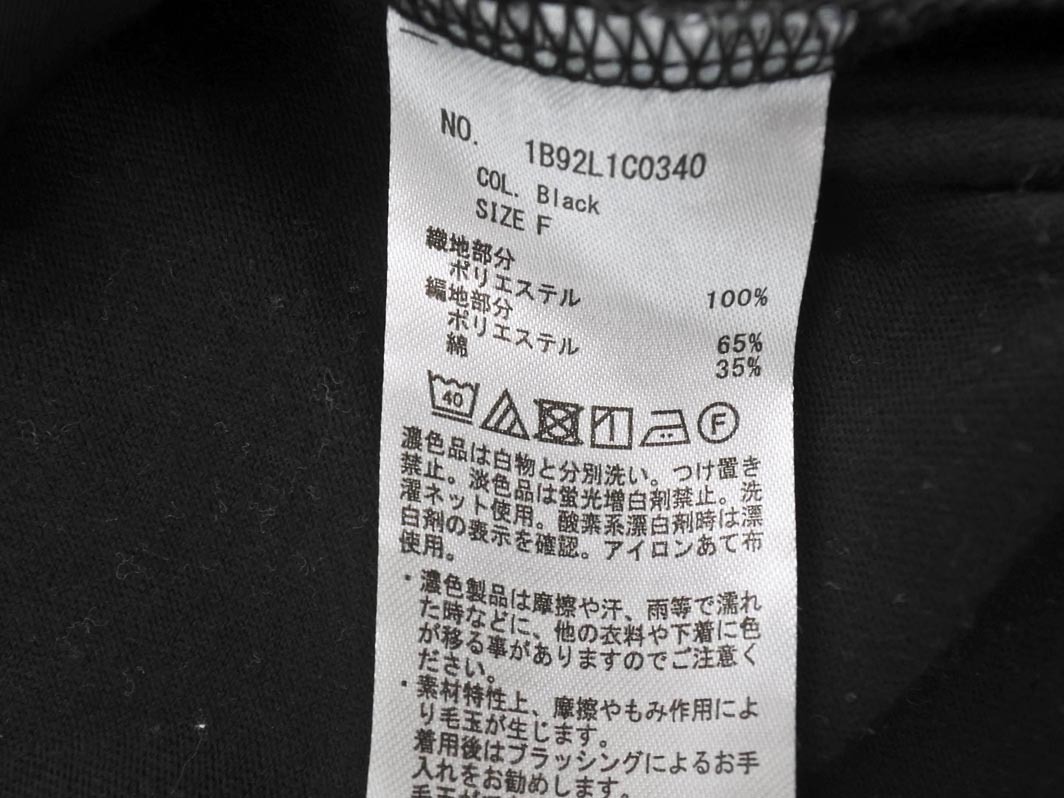 NO. 1B92L1C0340
COL. Black
SIZE F
織地部分
ポリエステル 100%
編地部分
ポリエステル 65%
綿 35%
40 F
濃色品は白物と分別洗い。つけ置き
禁止。淡色品は蛍光増白剤禁止。洗
濯ネット使用。酸素系漂白剤時は漂
白剤の表示を確認。アイロンあて布
使用。
・濃色製品は摩擦や汗、雨等で濡れ
た時などに、他の衣料や下着に色
が移る事がありますのでご注意く
ださい。
・素材特性上、摩擦やもみ作用によ
り毛玉が生じます。
着用後はブラッシングによるお手
入れをお勧めします。